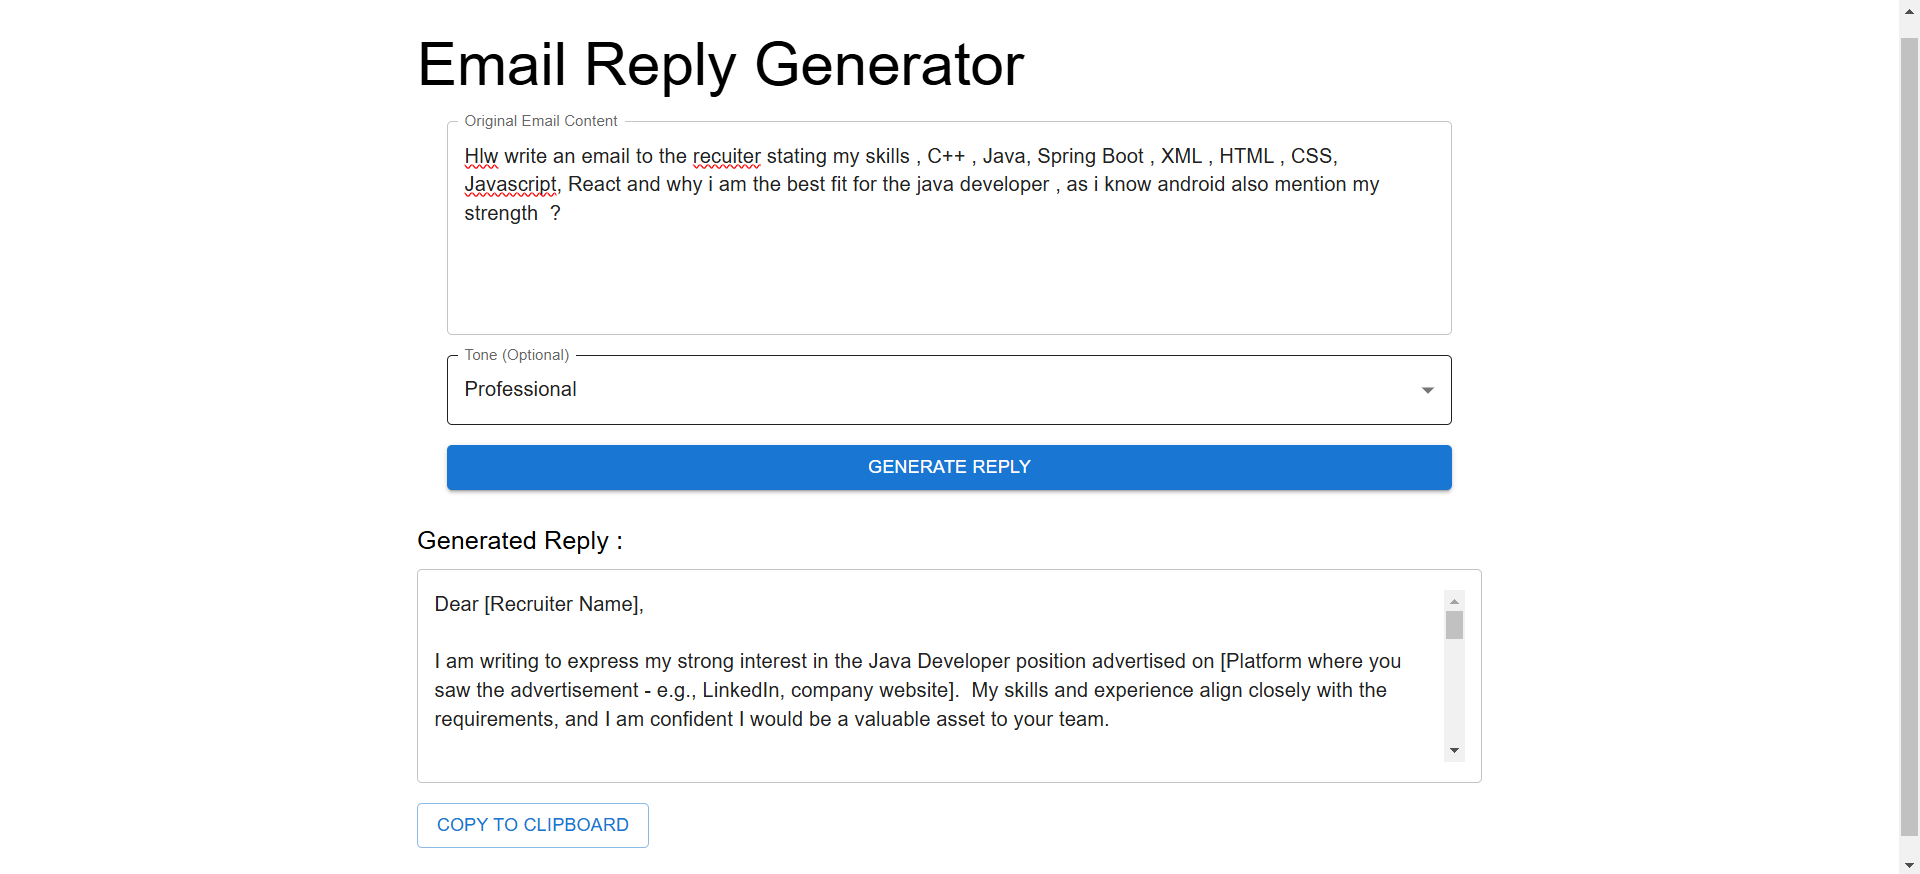 Email Reply Generator
Original Email Content
Hlw write an email to the recuiter stating my skills , C++ , Java, Spring Boot , XML , HTML , CSS,
Javascript, React and why i am the best fit for the java developer , as i know android also mention my
strength  ?
Tone (Optional)
Professional
GENERATE REPLY
Generated Reply :
Dear [Recruiter Name],
I am writing to express my strong interest in the Java Developer position advertised on [Platform where you
saw the advertisement - e.g., LinkedIn, company website].  My skills and experience align closely with the
requirements, and I am confident I would be a valuable asset to your team.
COPY TO CLIPBOARD